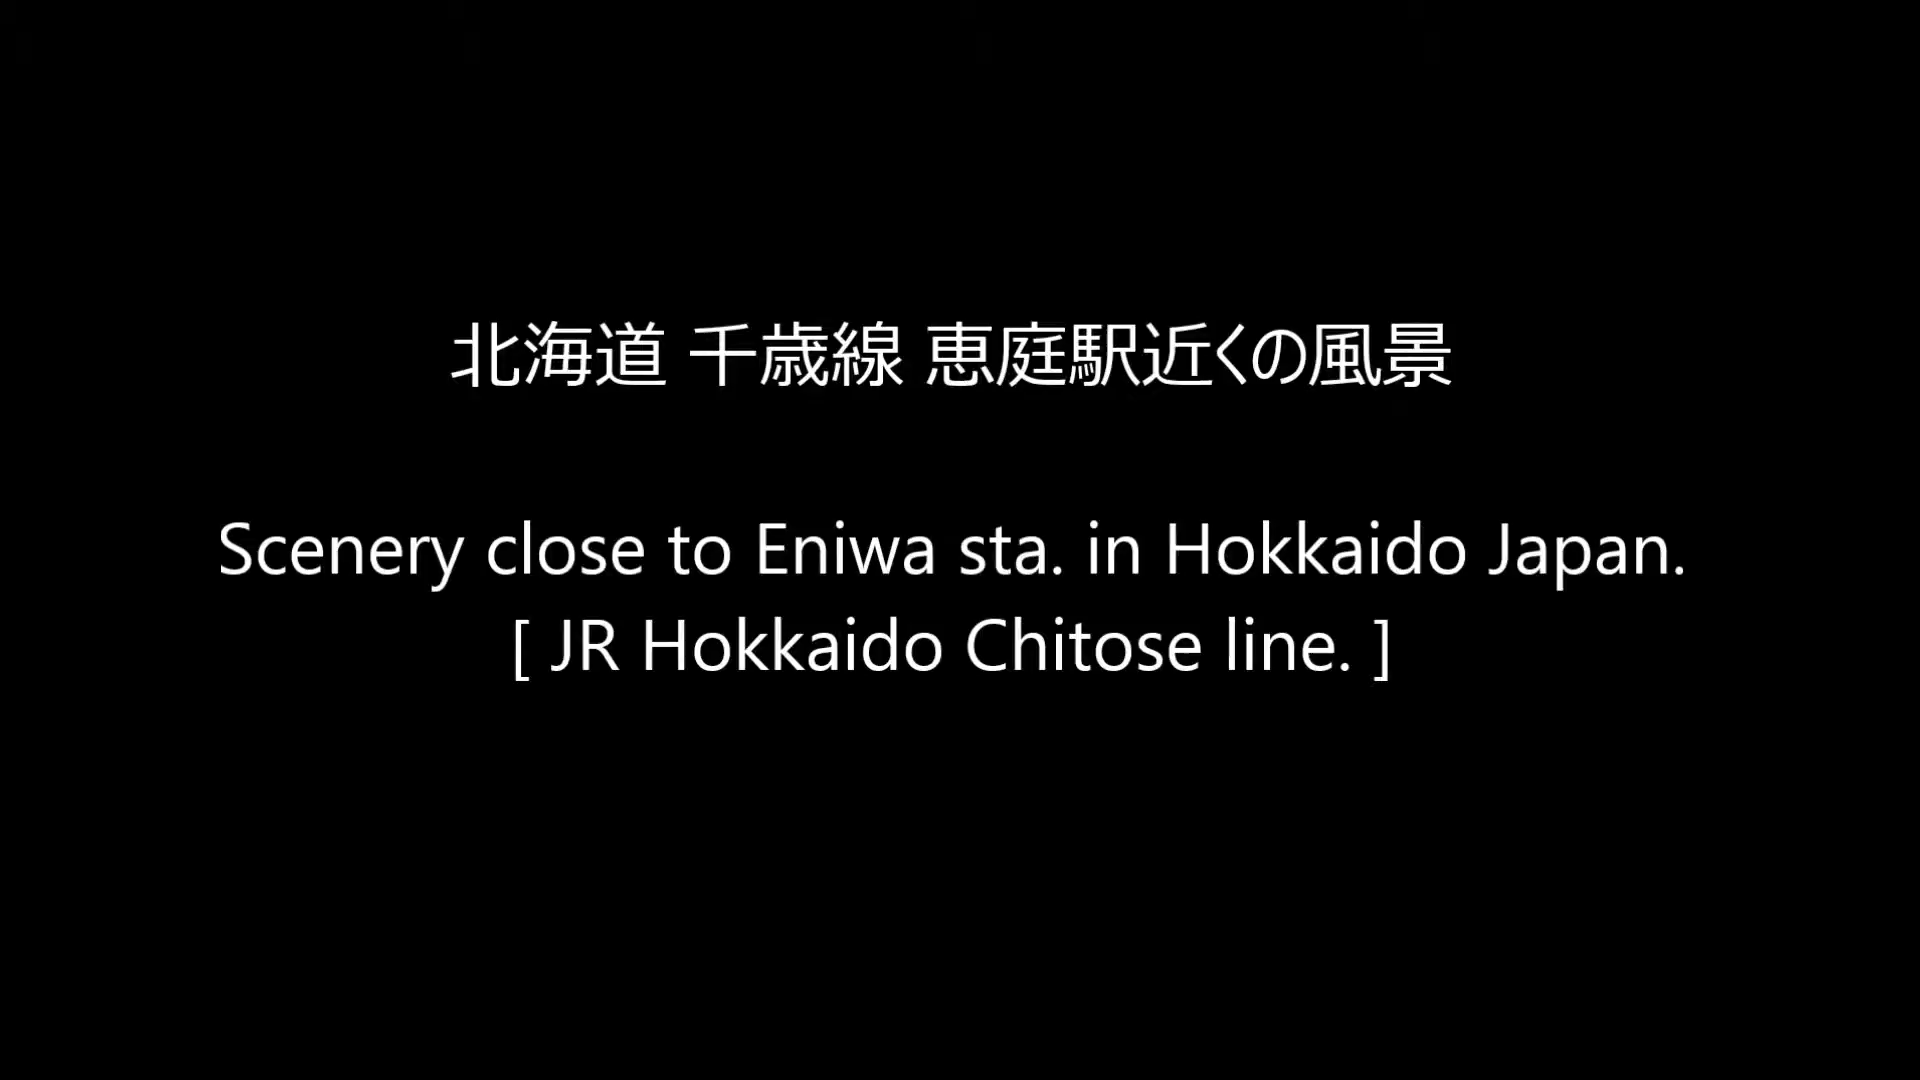 北海道 千歳線 恵庭駅近くの風景
Scenery close to Eniwa sta. in Hokkaido Japan.
[ JR Hokkaido Chitose line. ]